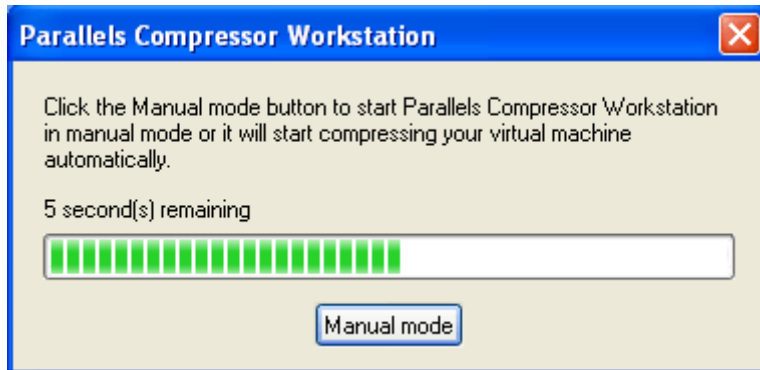 Parallels Compressor Workstation
Click the Manual mode button to start Parallels Compressor Workstation
in manual mode or it will start compressing your virtual machine
automatically.
5 second(s) remaining
Manual mode